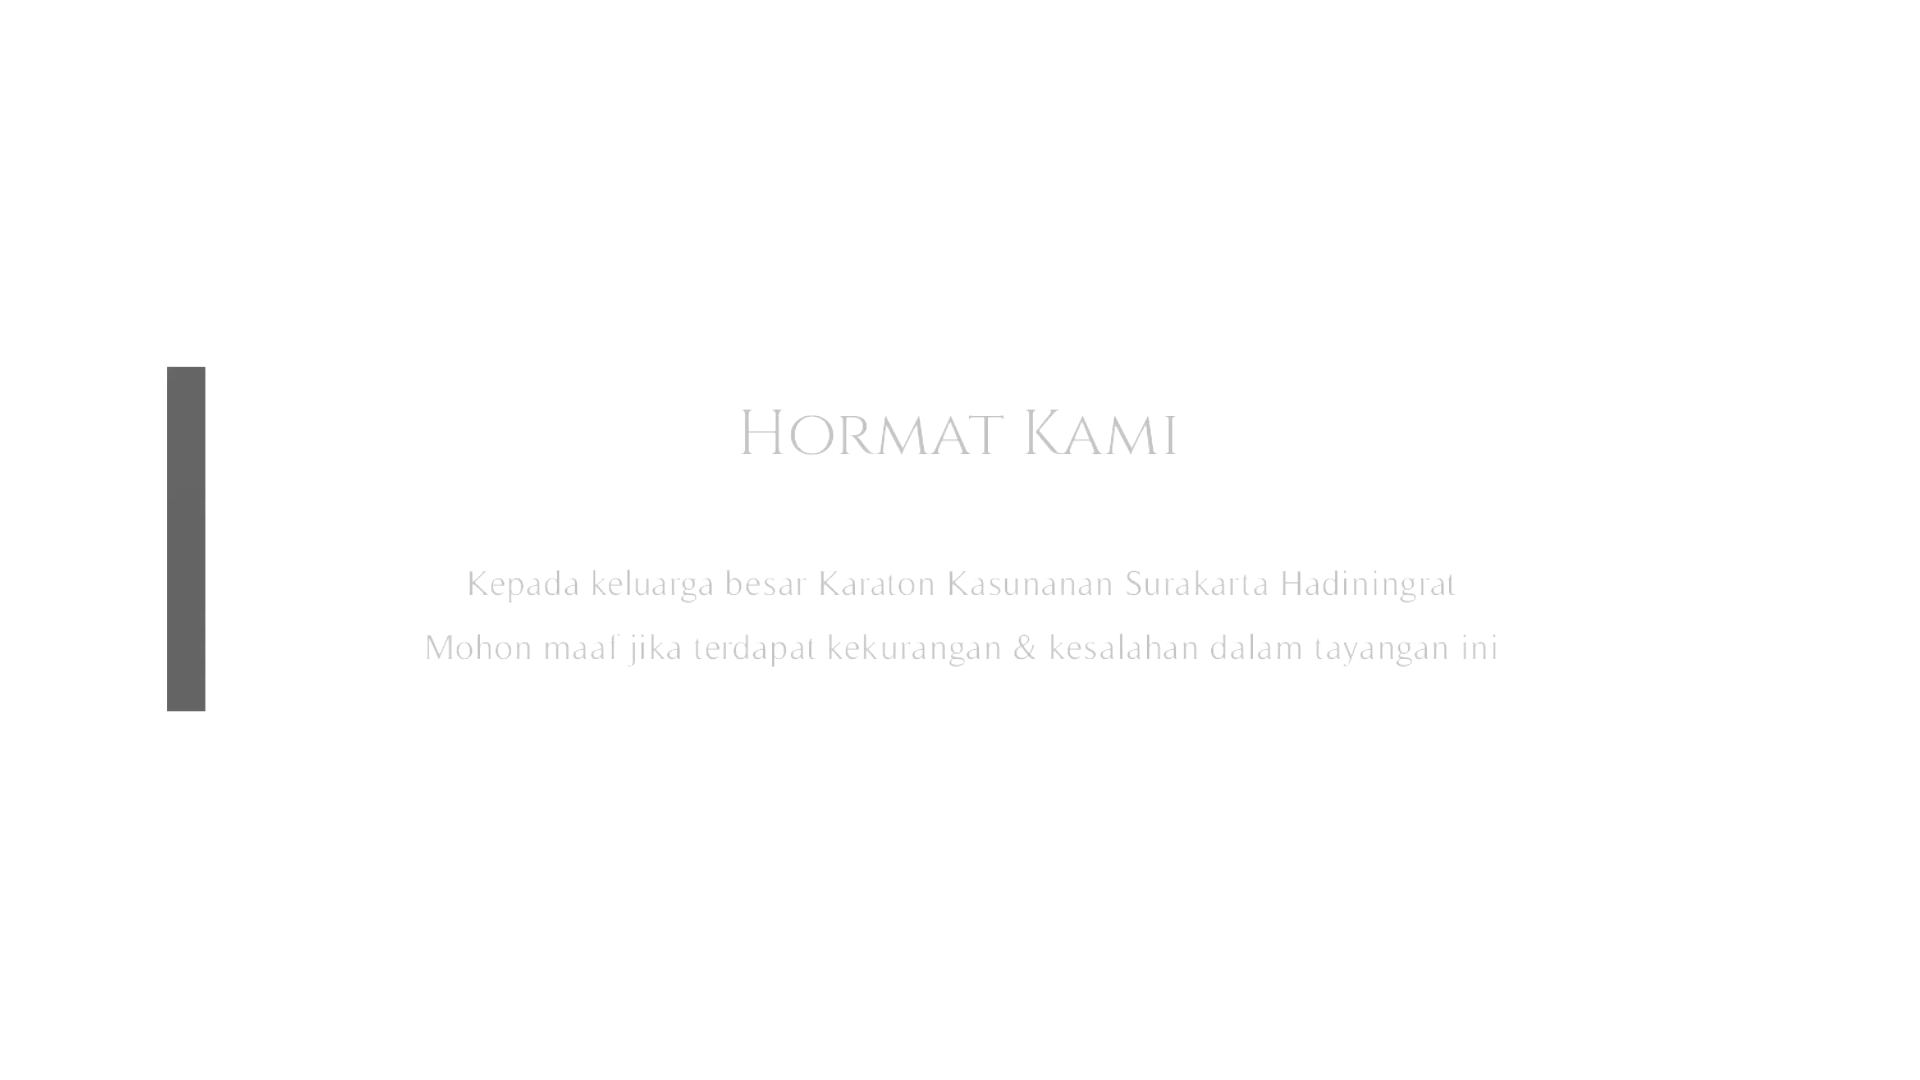 Hormat Kami
Kepada keluarga besar Karaton Kasunanan Surakarta Hadiningrat
Mohon maaf jika terdapat kekurangan & kesalahan dalam tayangan ini